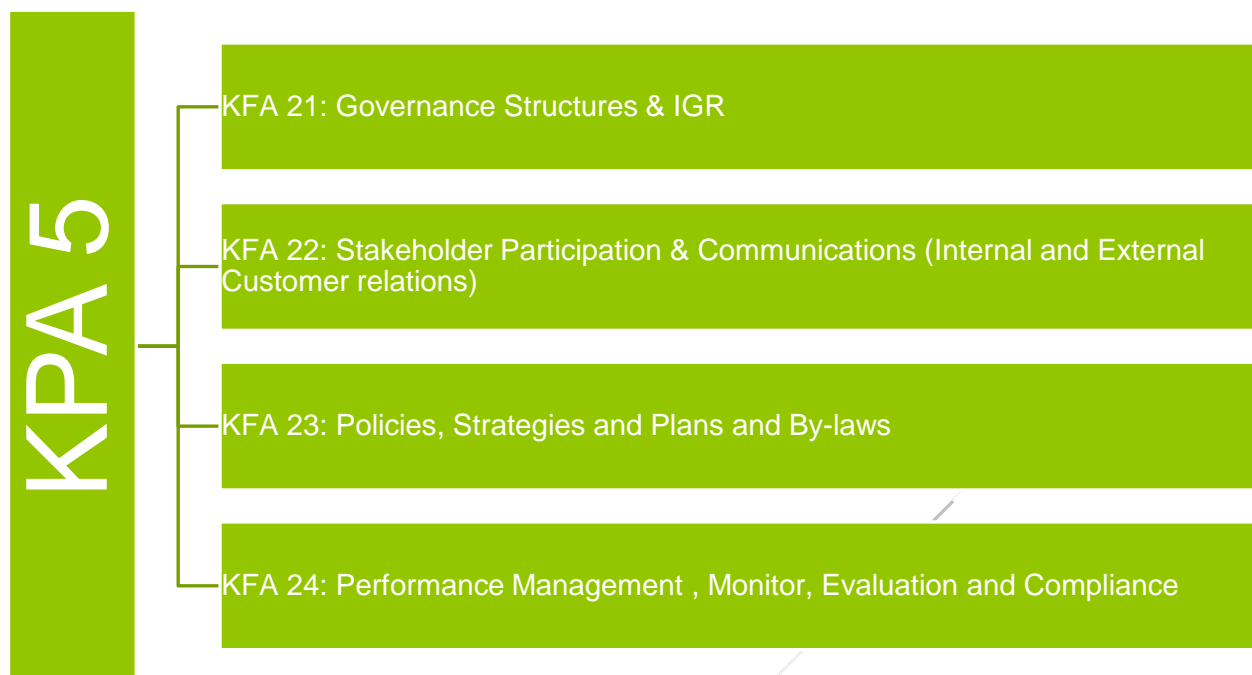 KPA 5
KFA 21: Governance Structures & IGR
KFA 22: Stakeholder Participation & Communications (Internal and External
Customer relations)
KFA 23: Policies, Strategies and Plans and By-laws
KFA 24: Performance Management , Monitor, Evaluation and Compliance